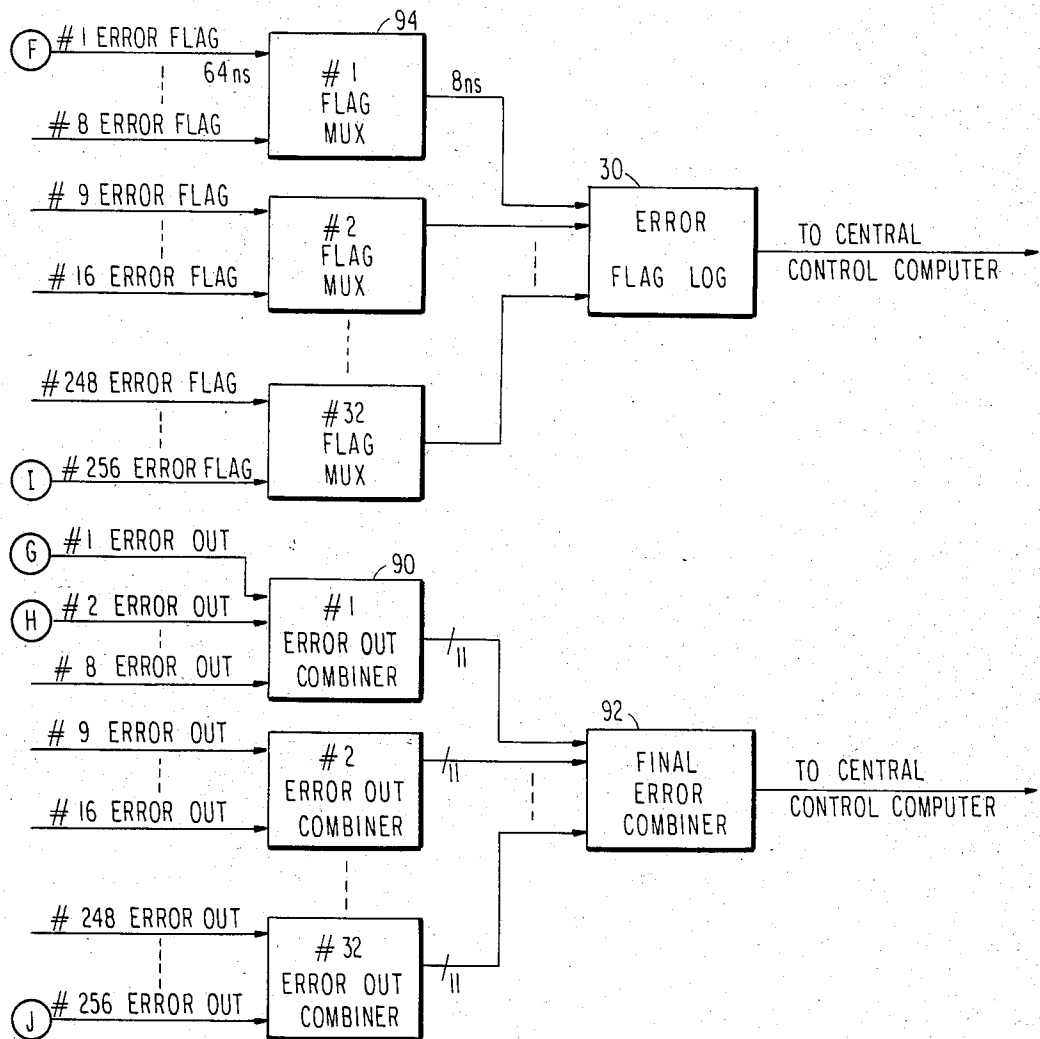 94
F
#1 ERROR FLAG
64ns
#8 ERROR FLAG
#1
FLAG
MUX
8ns
#9 ERROR FLAG
#16 ERROR FLAG
#2
FLAG
MUX
30
ERROR
FLAG LOG
TO CENTRAL
CONTROL COMPUTER
#248 ERROR FLAG
I
#256 ERROR FLAG
#32
FLAG
MUX
G
#1 ERROR OUT
90
H
#2 ERROR OUT
#8 ERROR OUT
#1
ERROR OUT
COMBINER
11
#9 ERROR OUT
#16 ERROR OUT
#2
ERROR OUT
COMBINER
11
92
FINAL
ERROR
COMBINER
TO CENTRAL
CONTROL COMPUTER
#248 ERROR OUT
J
#256 ERROR OUT
#32
ERROR OUT
COMBINER
11